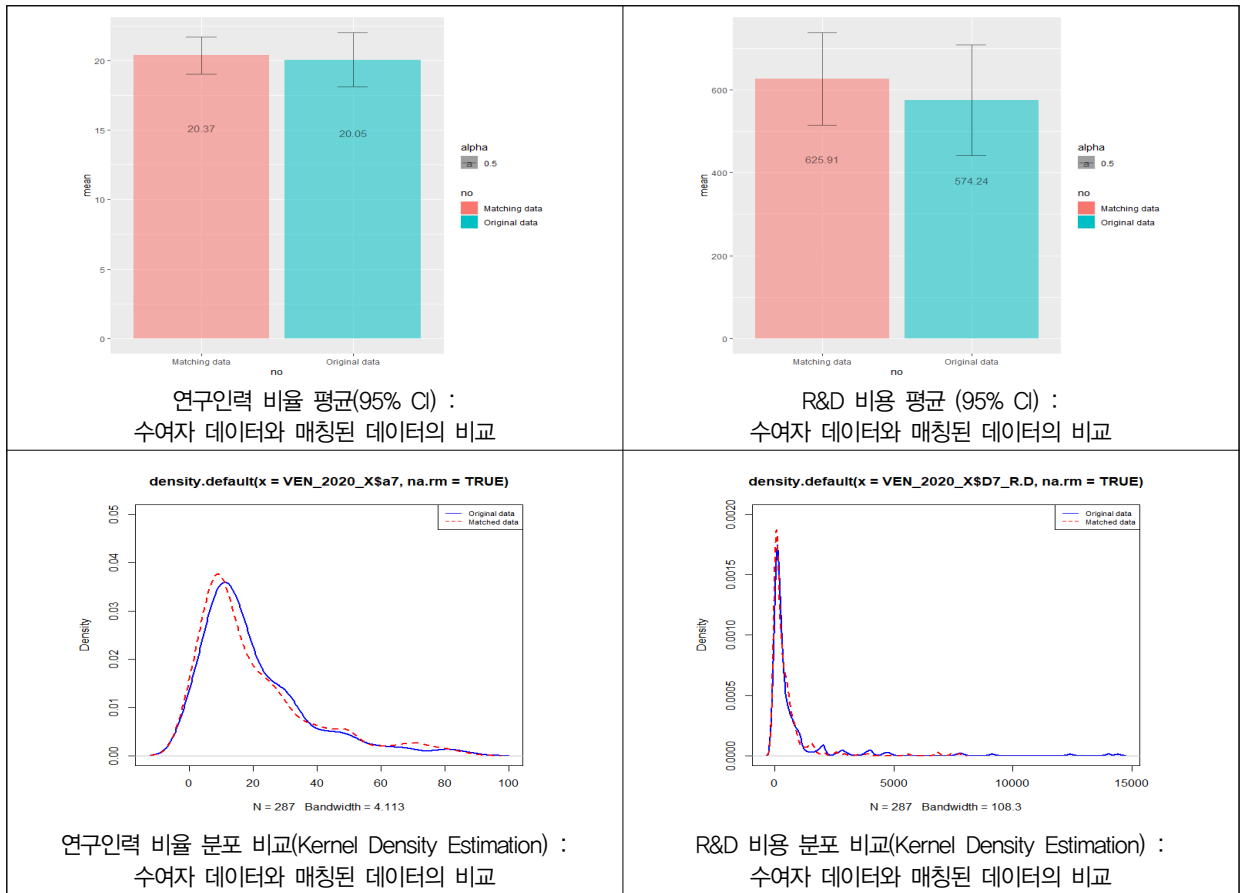 20
15
10
5
0
mean
20.37
20.05
Matching data
Original data
no
alpha
a 0.5
no
Matching data
Original data
연구인력 비율 평균(95% CI) :
수여자 데이터와 매칭된 데이터의 비교
600
400
200
0
mean
625.91
574.24
Matching data
Original data
no
alpha
a 0.5
no
Matching data
Original data
R&D 비용 평균 (95% CI) :
수여자 데이터와 매칭된 데이터의 비교
density.default(x = VEN_2020_X$a7, na.rm = TRUE)
Original data
Matched data
0.05
0.04
0.03
0.02
0.01
0.00
Density
0 20 40 60 80 100
N = 287 Bandwidth = 4.113
연구인력 비율 분포 비교(Kernel Density Estimation) :
수여자 데이터와 매칭된 데이터의 비교
density.default(x = VEN_2020_X$D7_R.D, na.rm = TRUE)
Original data
Matched data
0.0020
0.0015
0.0010
0.0005
0.0000
Density
0 5000 10000 15000
N = 287 Bandwidth = 108.3
R&D 비용 분포 비교(Kernel Density Estimation) :
수여자 데이터와 매칭된 데이터의 비교